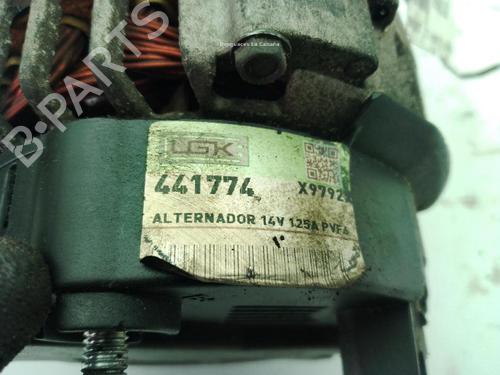 Desguaces La Cabaña
B-PARTS
LGK
441774 X9792
ALTERNADOR 14V 125A PVF6